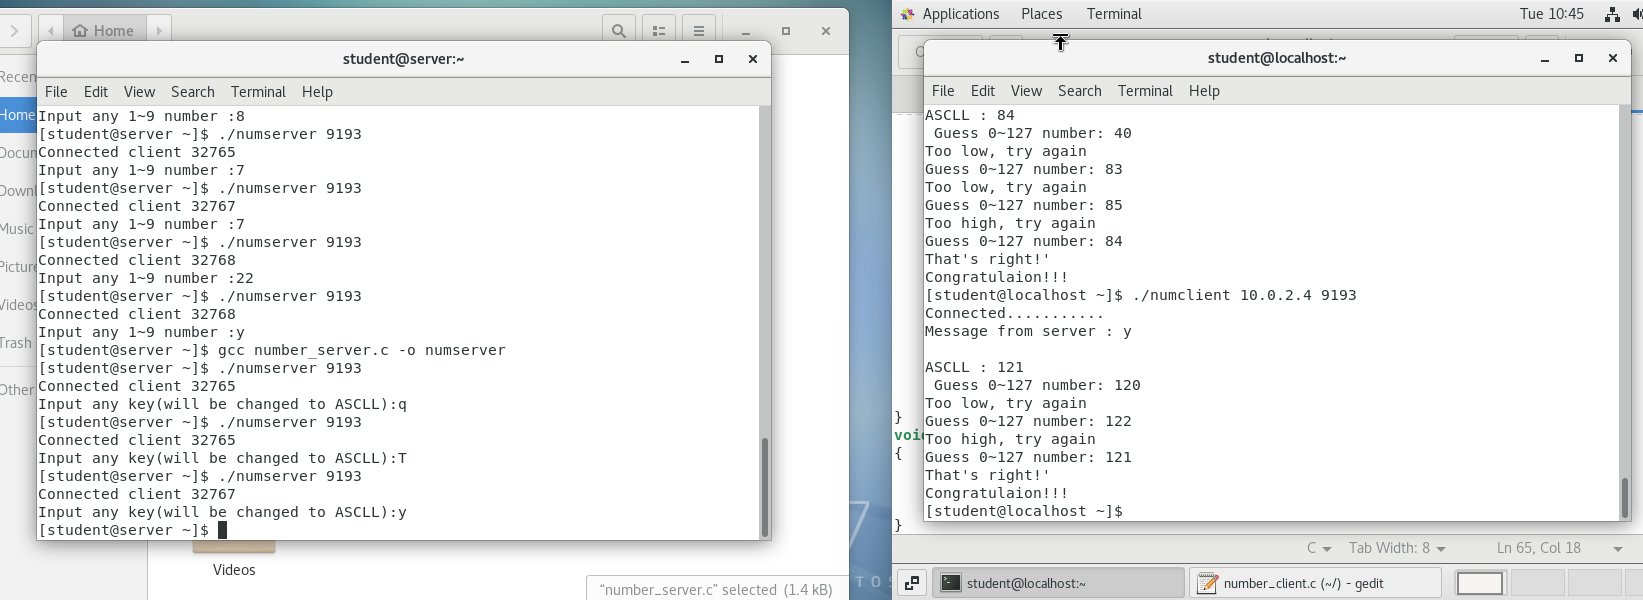 Home
student@server:~
File Edit View Search Terminal Help
Input any 1~9 number :8
[student@server ~]$ ./numserver 9193
Connected client 32765
Input any 1~9 number :7
[student@server ~]$ ./numserver 9193
Connected client 32767
Input any 1~9 number :7
[student@server ~]$ ./numserver 9193
Connected client 32768
Input any 1~9 number :22
[student@server ~]$ ./numserver 9193
Connected client 32768
Input any 1~9 number :y
[student@server ~]$ gcc number_server.c -o numserver
[student@server ~]$ ./numserver 9193
Connected client 32765
Input any key(will be changed to ASCLL):q
[student@server ~]$ ./numserver 9193
Connected client 32765
Input any key(will be changed to ASCLL):T
[student@server ~]$ ./numserver 9193
Connected client 32767
Input any key(will be changed to ASCLL):y
[student@server ~]$
Recen
Home
Docum
Downl
Music
Picture
Videos
Trash
Other
Videos
“number_server.c” selected (1.4 kB)
7
TOS
Applications Places Terminal Tue 10:45
student@localhost:~
File Edit View Search Terminal Help
ASCLL : 84
Guess 0~127 number: 40
Too low, try again
Guess 0~127 number: 83
Too low, try again
Guess 0~127 number: 85
Too high, try again
Guess 0~127 number: 84
That's right!'
Congratulaion!!!
[student@localhost ~]$ ./numclient 10.0.2.4 9193
Connected...........
Message from server : y
ASCLL : 121
Guess 0~127 number: 120
Too low, try again
Guess 0~127 number: 122
Too high, try again
Guess 0~127 number: 121
That's right!'
Congratulaion!!!
[student@localhost ~]$
}
voi
{
}
C Tab Width: 8 Ln 65, Col 18
student@localhost:~ number_client.c (~/) - gedit